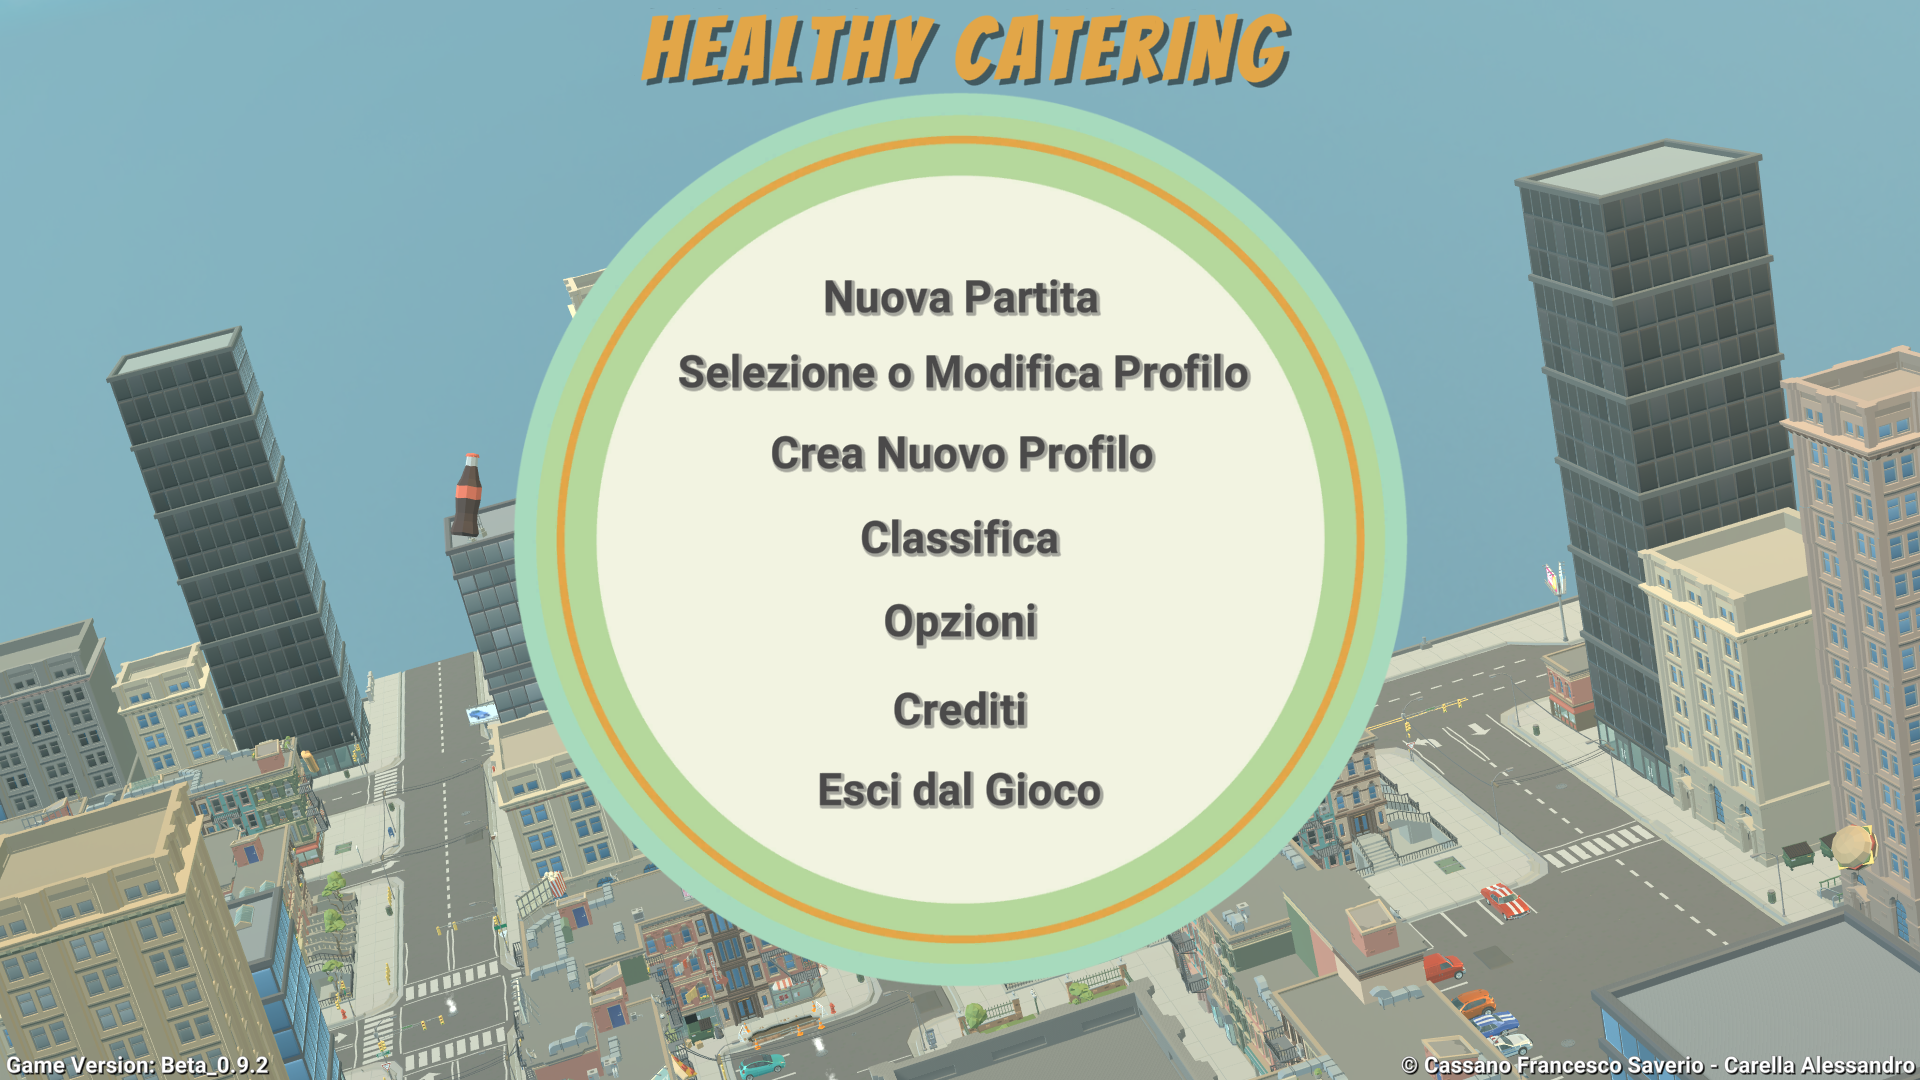 HEALTHY CATERING
Nuova Partita
Selezione o Modifica Profilo
Crea Nuovo Profilo
Classifica
Opzioni
Crediti
Esci dal Gioco
Game Version: Beta_0.9.2
© Cassano Francesco Saverio - Carella Alessandro